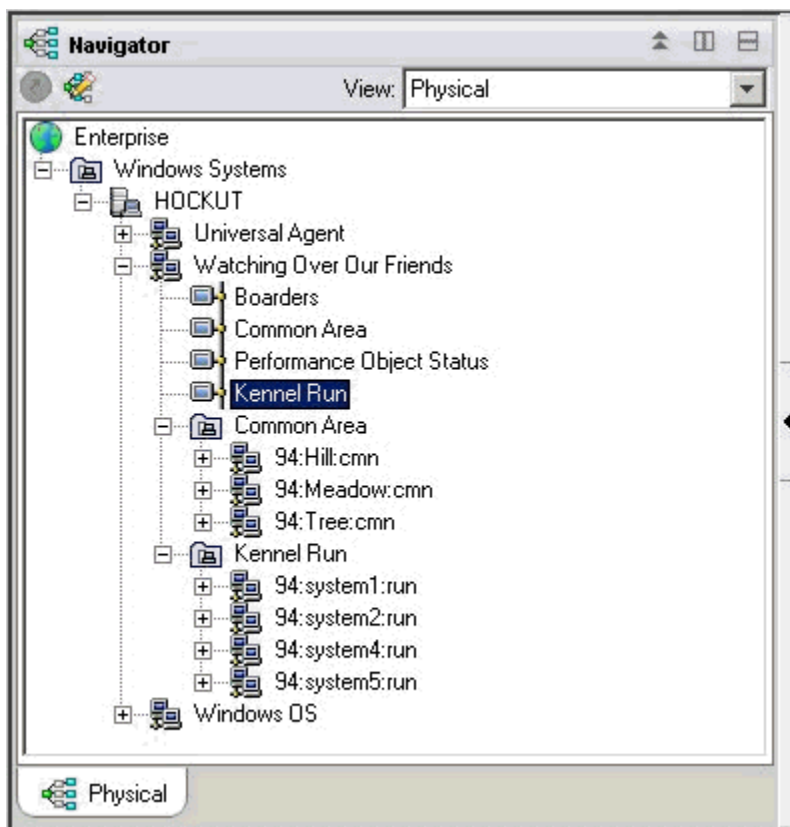 Navigator
View: Physical
Enterprise
Windows Systems
HOCKUT
Universal Agent
Watching Over Our Friends
Boarders
Common Area
Performance Object Status
Kennel Run
Common Area
94:Hill:cmn
94:Meadow:cmn
94:Tree:cmn
Kennel Run
94:system1:run
94:system2:run
94:system4:run
94:system5:run
Windows OS
Physical